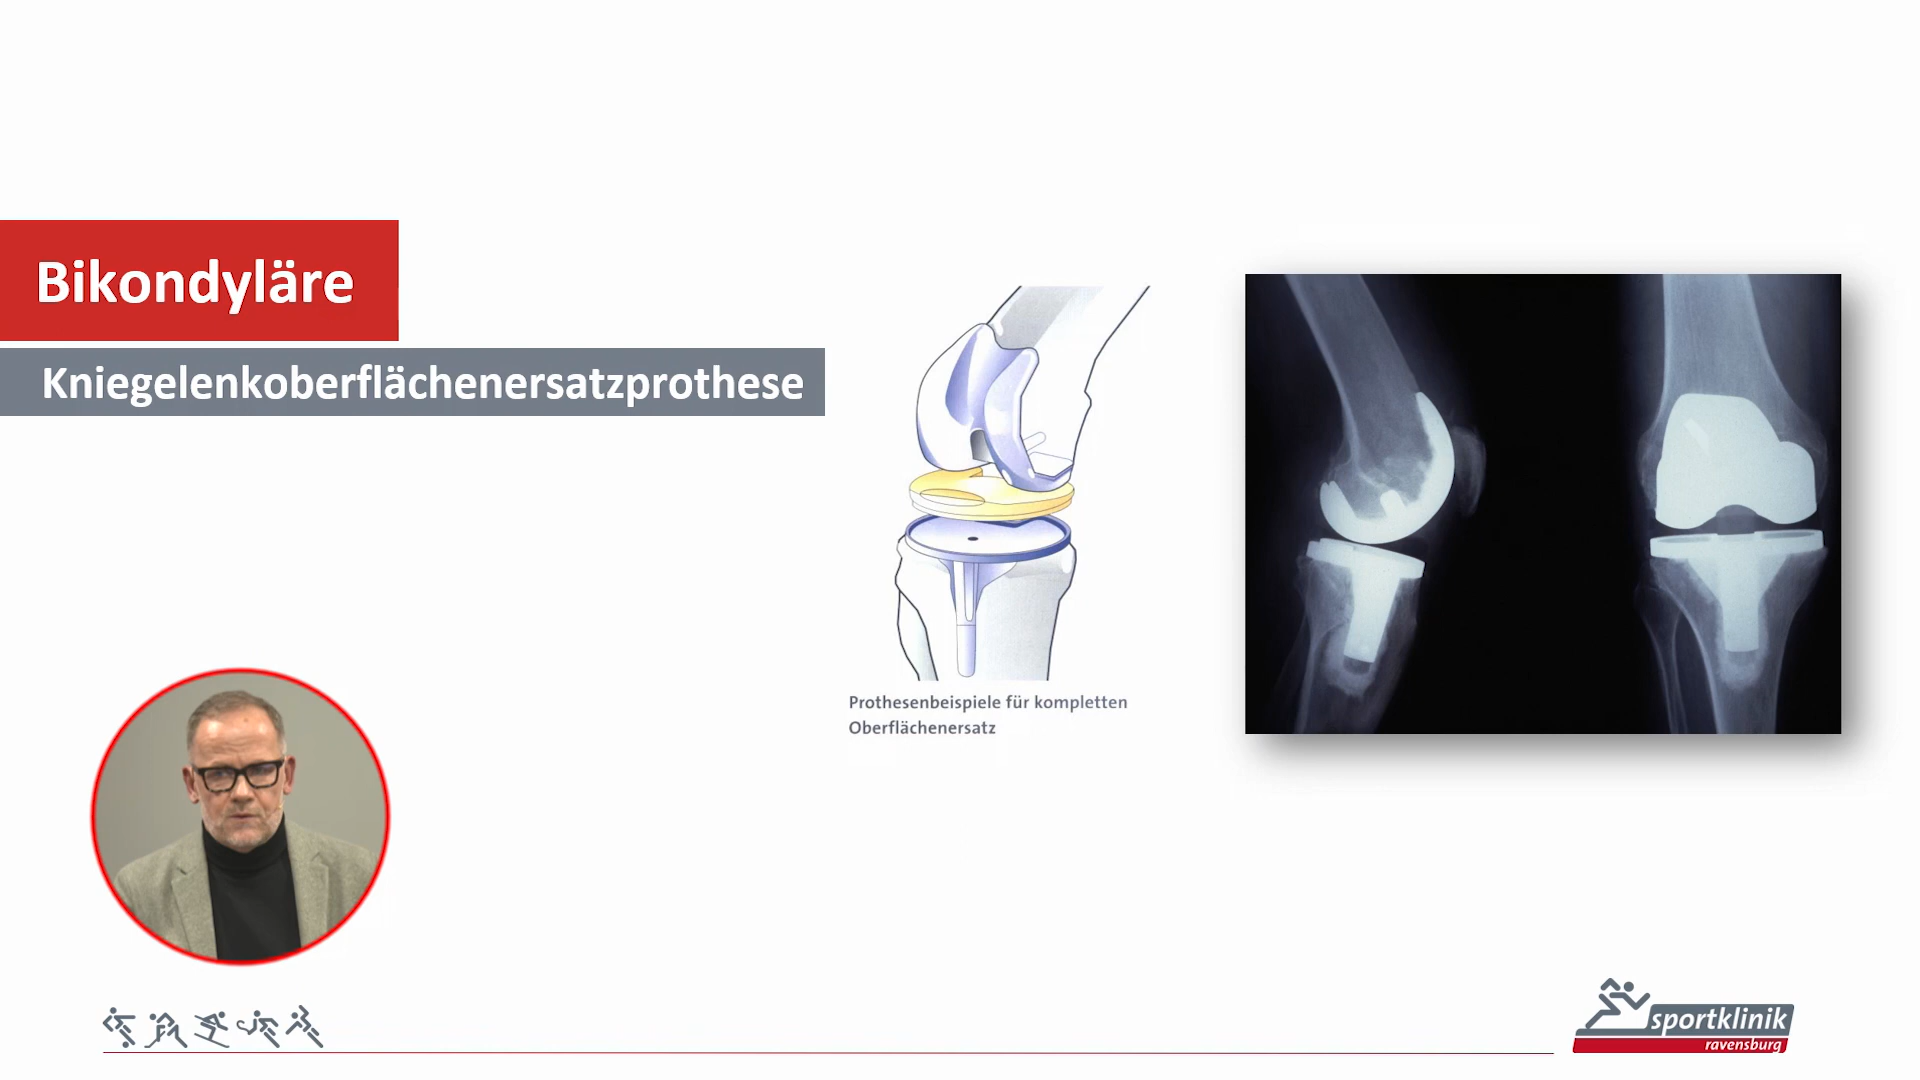 Bikondyläre
Kniegelenkoberflächenersatzprothese
Prothesenbeispiele für kompletten
Oberflächenersatz
sportklinik
ravensburg